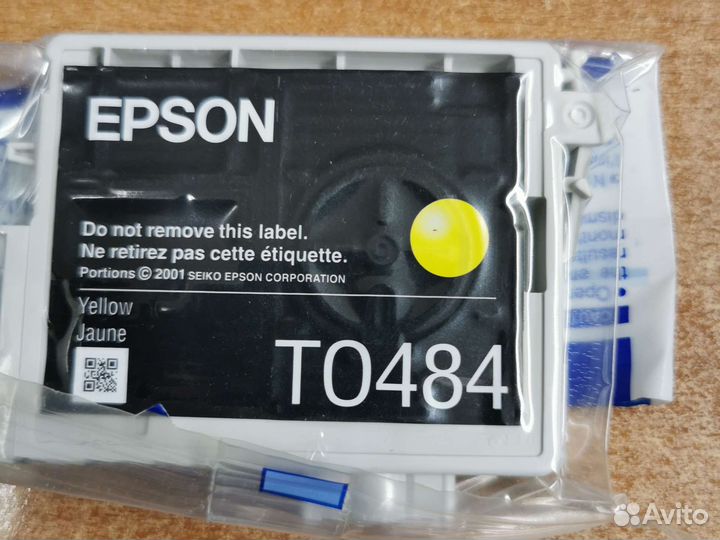 EPSON
Do not remove this label.
Ne retirez pas cette étiquette.
Portions © 2001 SEIKO EPSON CORPORATION
Yellow
Jaune
T0484
Avito